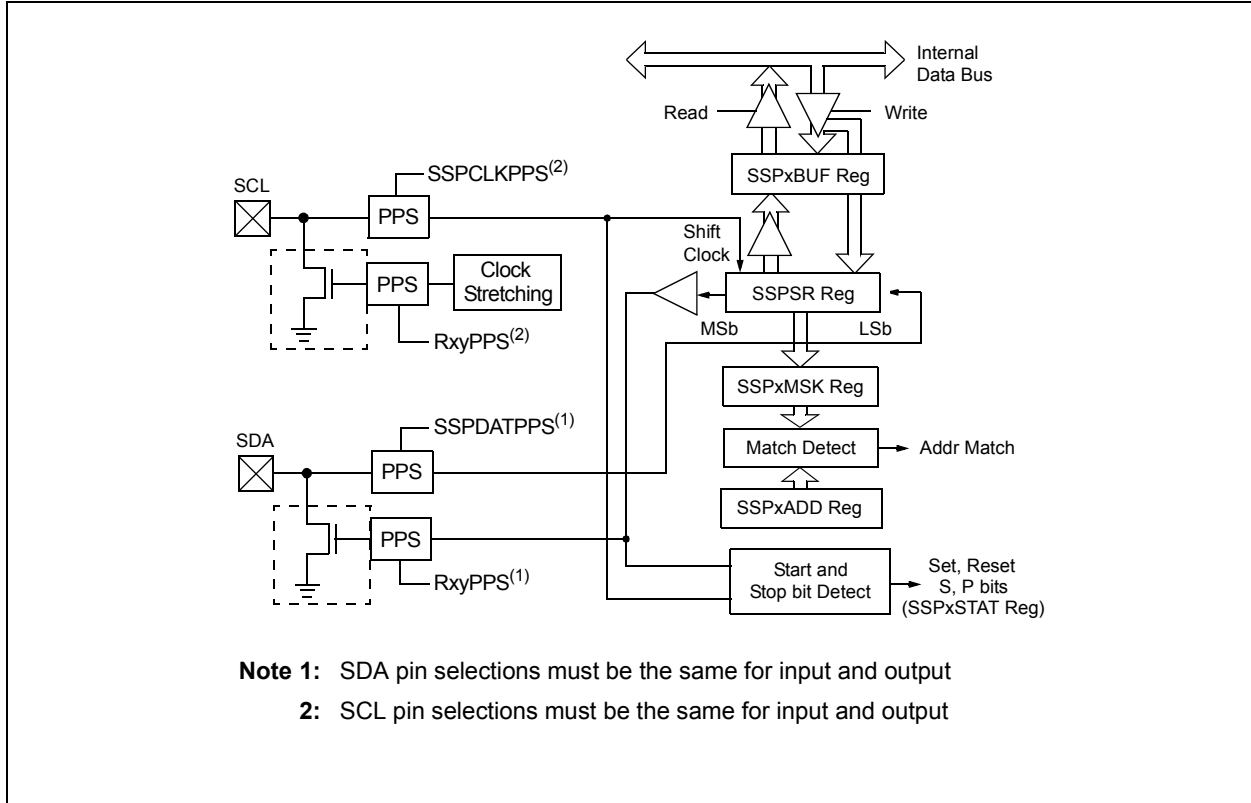 Internal
Data Bus
Read
Write
SSPxBUF Reg
SSPCLKPPS(2)
SCL
PPS
Shift
Clock
Clock
Stretching
PPS
SSPSR Reg
MSb
LSb
RxyPPS(2)
SSPxMSK Reg
SSPDATPPS(1)
SDA
PPS
Match Detect
Addr Match
SSPxADD Reg
PPS
RxyPPS(1)
Start and
Stop bit Detect
Set, Reset
S, P bits
(SSPxSTAT Reg)
Note 1: SDA pin selections must be the same for input and output
2: SCL pin selections must be the same for input and output